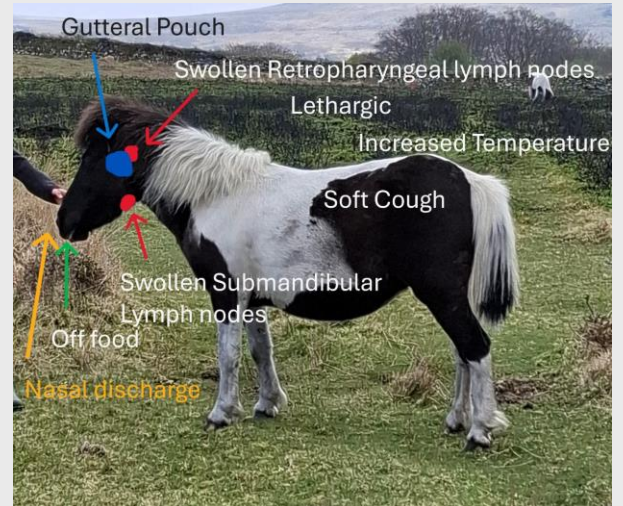 Gutteral Pouch
Swollen Retropharyngeal lymph nodes
Lethargic
Increased Temperature
Soft Cough
Swollen Submandibular
Lymph nodes
Off food
Nasal discharge